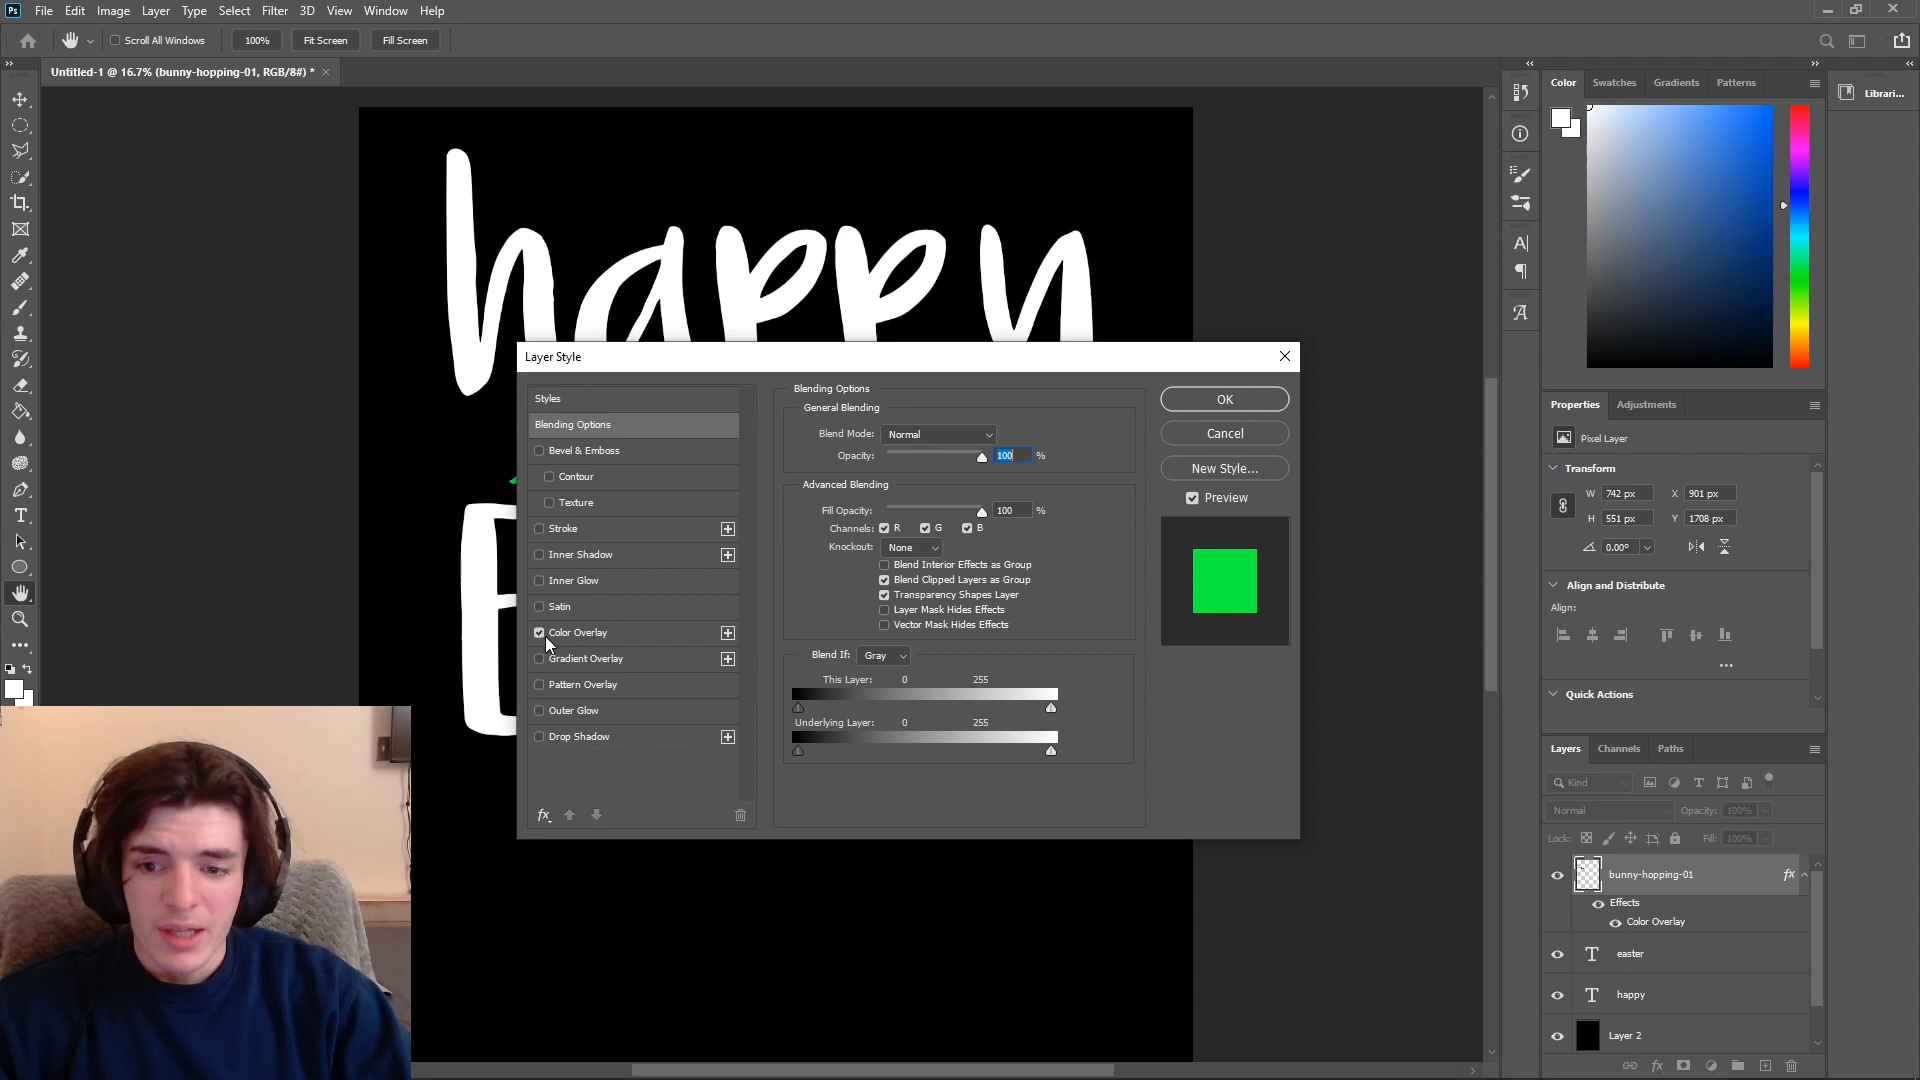 Ps File Edit Image Layer Type Select Filter 3D View Window Help
Scroll All Windows 100% Fit Screen Fill Screen
Untitled-1 @ 16.7% (bunny-hopping-01, RGB/8#) * ×
happy
E
Layer Style
Styles
Blending Options
Bevel & Emboss
Contour
Texture
Stroke
Inner Shadow
Inner Glow
Satin
Color Overlay
Gradient Overlay
Pattern Overlay
Outer Glow
Drop Shadow
fx
Blending Options
General Blending
Blend Mode: Normal
Opacity: 100 %
Advanced Blending
Fill Opacity: 100 %
Channels: R G B
Knockout: None
Blend Interior Effects as Group
Blend Clipped Layers as Group
Transparency Shapes Layer
Layer Mask Hides Effects
Vector Mask Hides Effects
Blend If: Gray
This Layer: 0 255
Underlying Layer: 0 255
OK
Cancel
New Style...
Preview
Color Swatches Gradients Patterns
Librari...
Properties Adjustments
Pixel Layer
Transform
W 742 px X 901 px
H 551 px Y 1708 px
0.00°
Align and Distribute
Align:
Quick Actions
Layers Channels Paths
Kind
Normal Opacity: 100%
Lock: Fill: 100%
bunny-hopping-01 fx
Effects
Color Overlay
T easter
T happy
Layer 2
fx